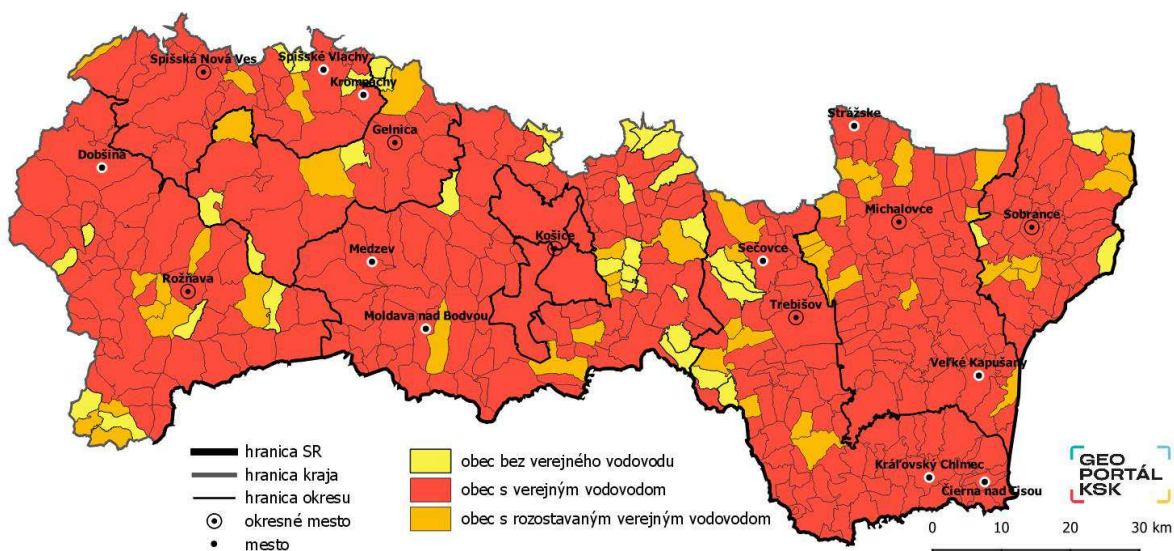 Spišská Nová Ves
Spišské Vlachy
Krompachy
Gelnica
Dobšiná
Strážske
Michalovce
Sobrance
Košice
Medzev
Sečovce
Rožňava
Trebišov
Moldava nad Bodvou
Veľké Kapušany
Kráľovský Chlmec
Čierna nad Tisou
hranica SR
hranica kraja
hranica okresu
okresné mesto
mesto
obec bez verejného vodovodu
obec s verejným vodovodom
obec s rozostavaným verejným vodovodom
GEO
PORTÁL
KSK
0 10 20 30 km